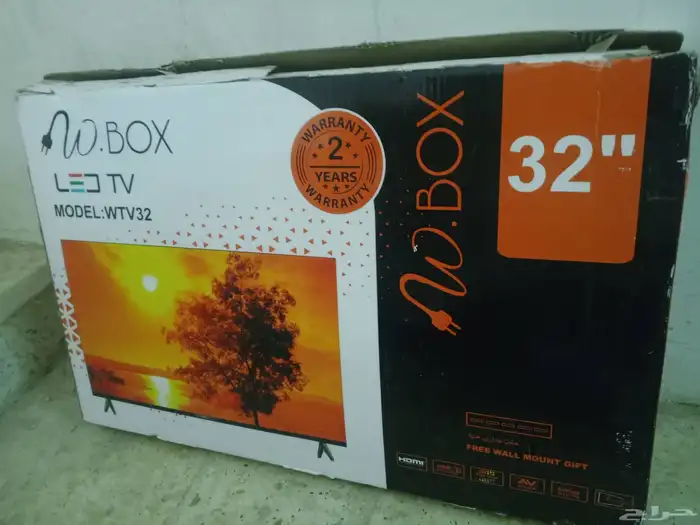 W.BOX
LED TV
MODEL:WTV32
WARRANTY
2
YEARS
WARRANTY
W.BOX
32"
FREE WALL MOUNT GIFT
HDMI
AV
حراج